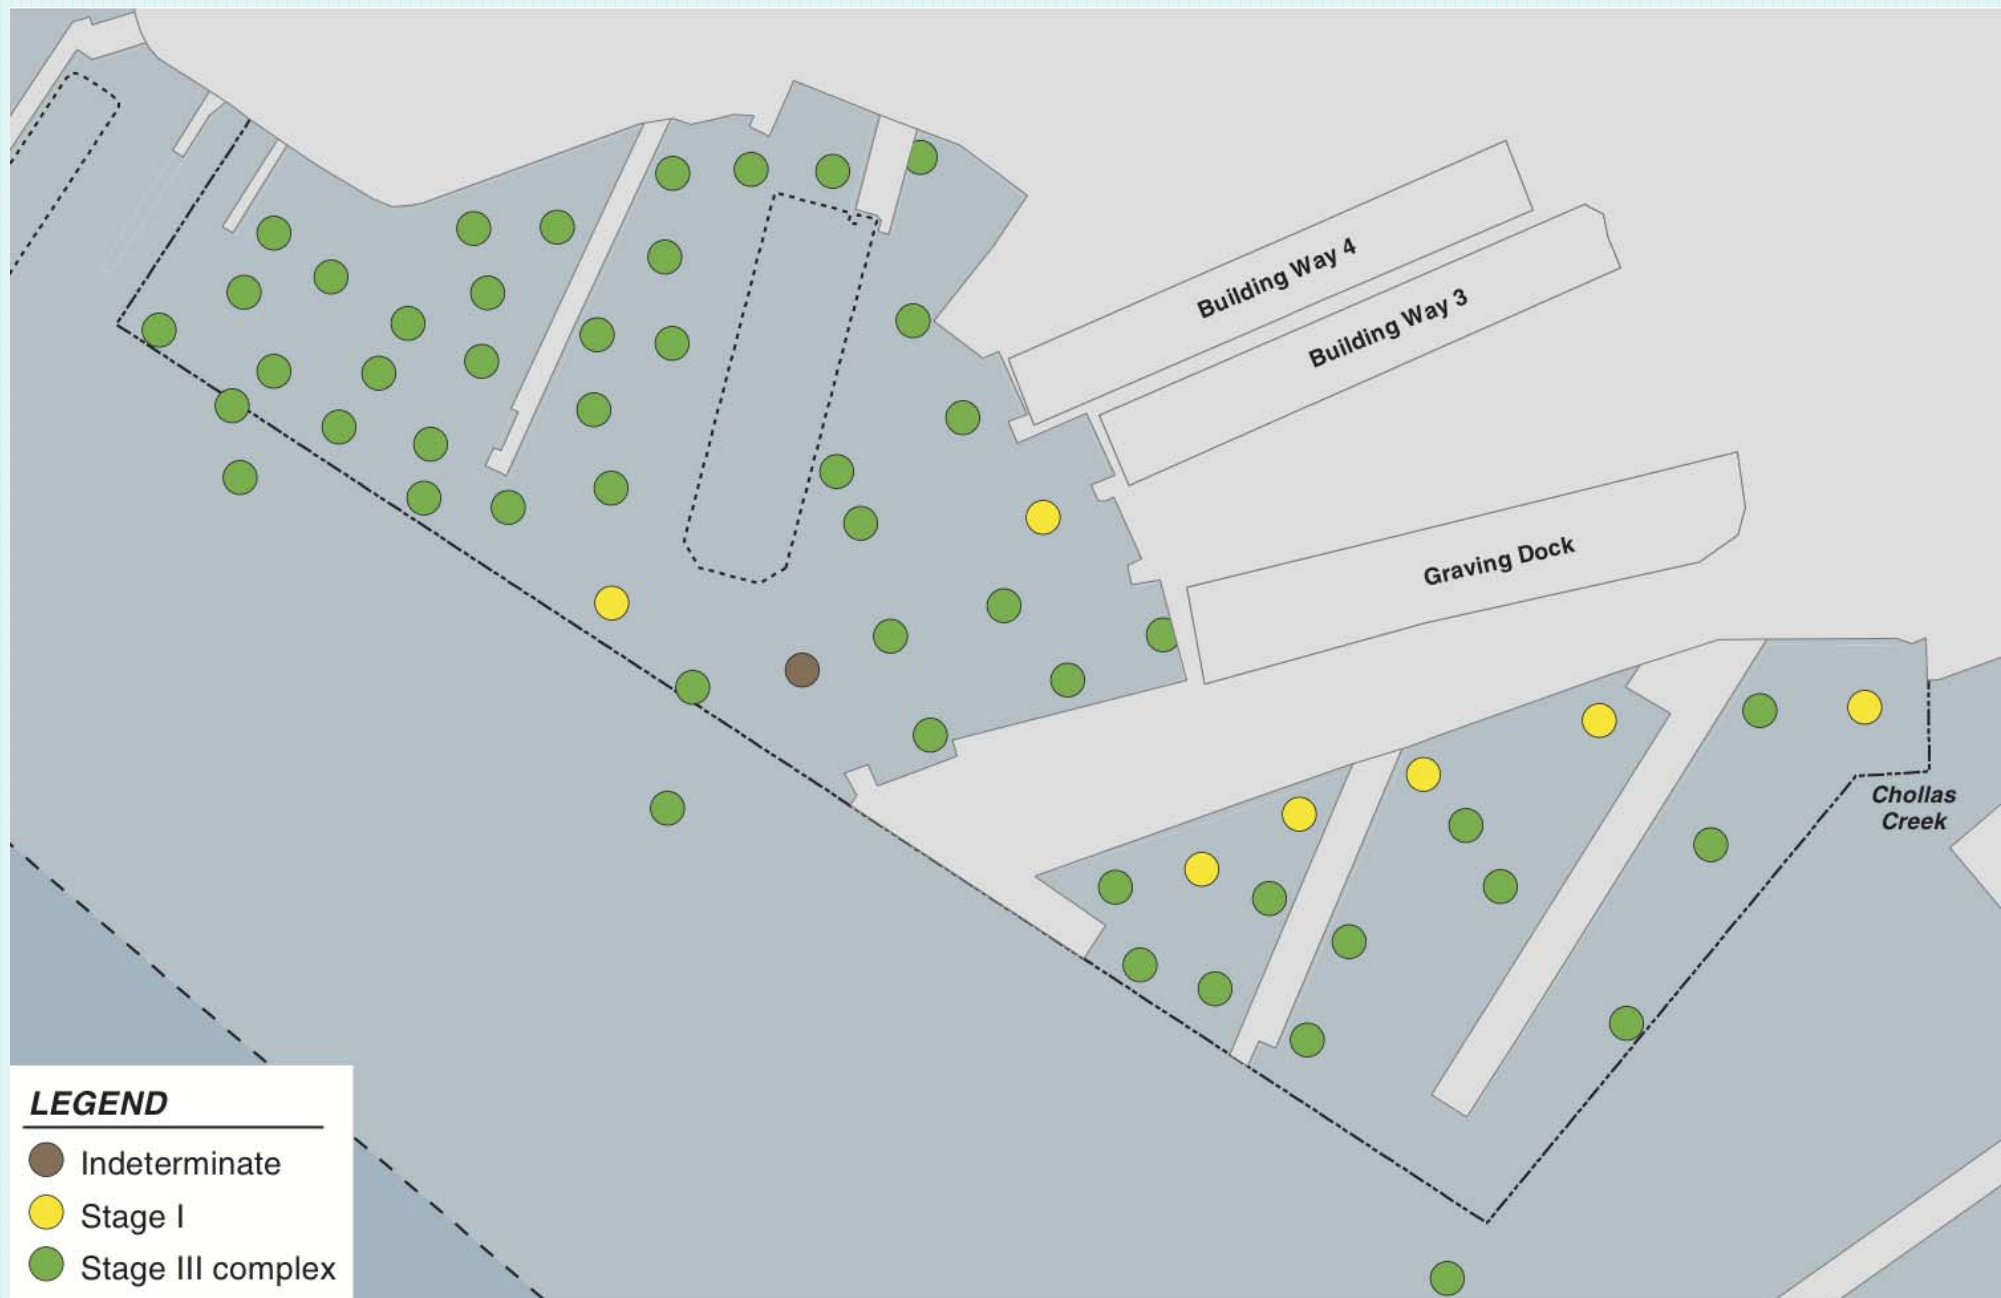 Building Way 4
Building Way 3
Graving Dock
Chollas
Creek
LEGEND
Indeterminate
Stage I
Stage III complex